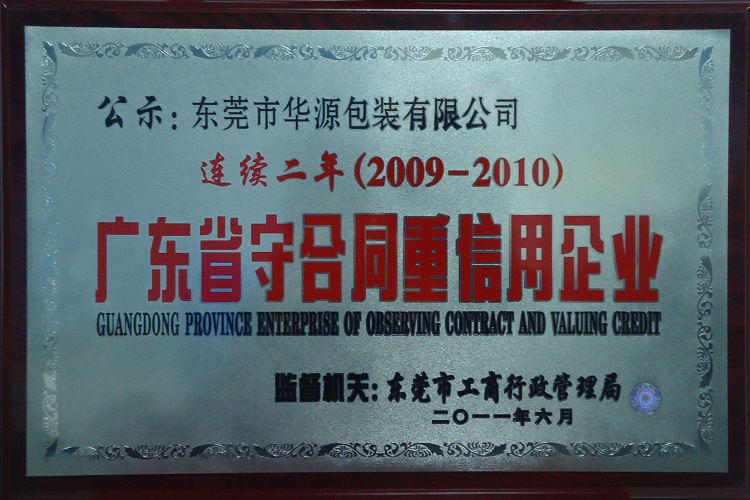 公示：东莞市华源包装有限公司
连续二年(2009-2010)
广东省守合同重信用企业
GUANGDONG PROVINCE ENTERPRISE OF OBSERVING CONTRACT AND VALUING CREDIT
监督机关：东莞市工商行政管理局
二〇一一年六月